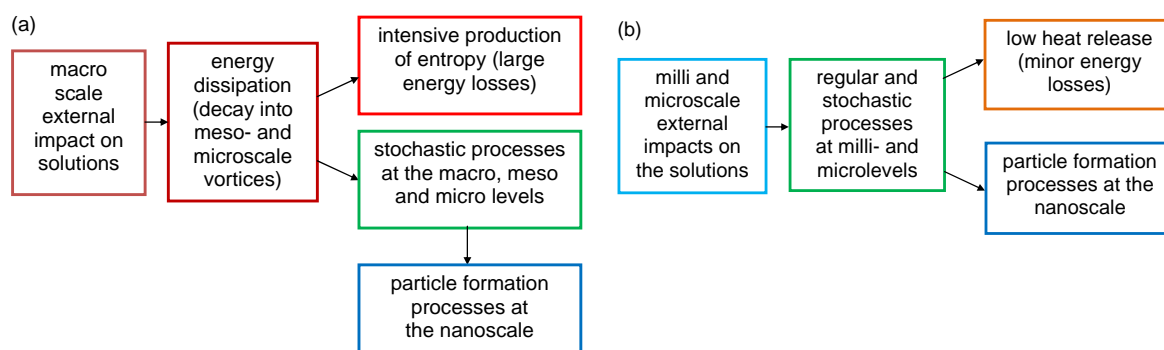 (a)
macro
scale
external
impact on
solutions
energy
dissipation
(decay into
meso- and
microscale
vortices)
intensive production
of entropy (large
energy losses)
stochastic processes
at the macro, meso
and micro levels
particle formation
processes at
the nanoscale
(b)
milli and
microscale
external
impacts on
the solutions
regular and
stochastic
processes
at milli- and
microlevels
low heat release
(minor energy
losses)
particle formation
processes at the
nanoscale